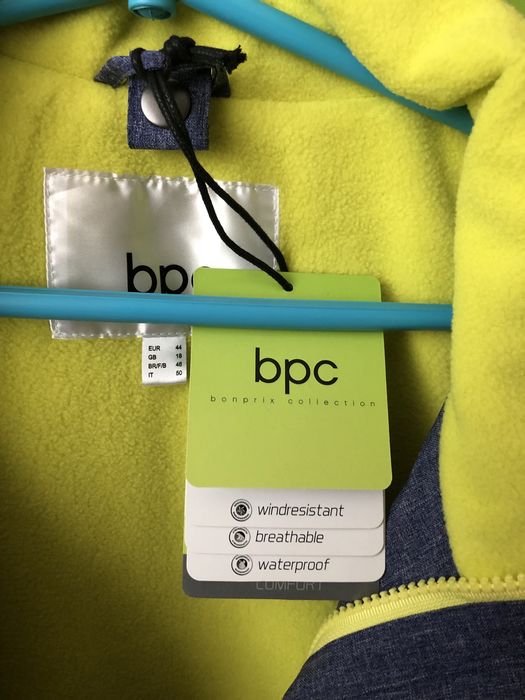 bpc
EUR 44
GB 18
BR/F/B 46
IT 50
bpc
bonprix collection
windresistant
breathable
waterproof
COMFORT